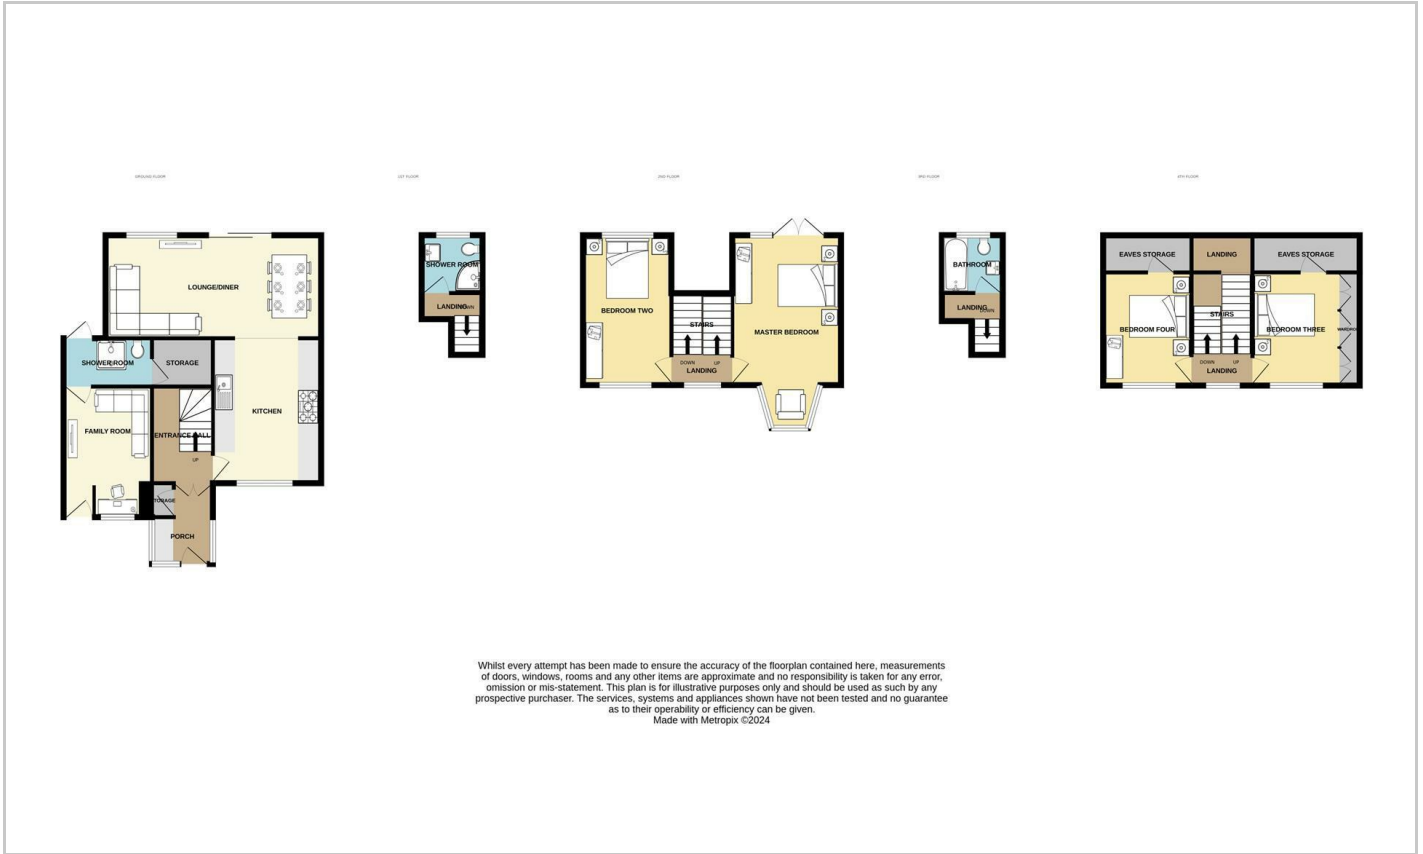 GROUND FLOOR
1ST FLOOR
2ND FLOOR
3RD FLOOR
4TH FLOOR
LOUNGE/DINER
SHOWER ROOM
STORAGE
KITCHEN
FAMILY ROOM
ENTRANCE HALL
UP
STORAGE
PORCH
SHOWER ROOM
LANDING
DOWN
BEDROOM TWO
STAIRS
MASTER BEDROOM
DOWN
UP
LANDING
BATHROOM
LANDING
DOWN
EAVES STORAGE
LANDING
EAVES STORAGE
STAIRS
BEDROOM FOUR
BEDROOM THREE
WARDROBE
DOWN
UP
LANDING
Whilst every attempt has been made to ensure the accuracy of the floorplan contained here, measurements
of doors, windows, rooms and any other items are approximate and no responsibility is taken for any error,
omission or mis-statement. This plan is for illustrative purposes only and should be used as such by any
prospective purchaser. The services, systems and appliances shown have not been tested and no guarantee
as to their operability or efficiency can be given.
Made with Metropix ©2024